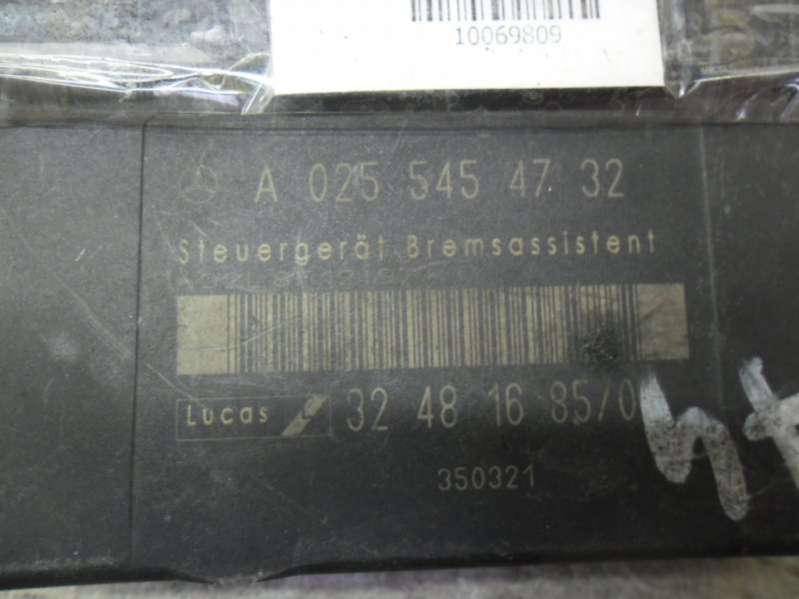 10069809
A 025 545 47 32
Steuergerät Bremsassistent
Lucas 32 48 16 85/0
350321